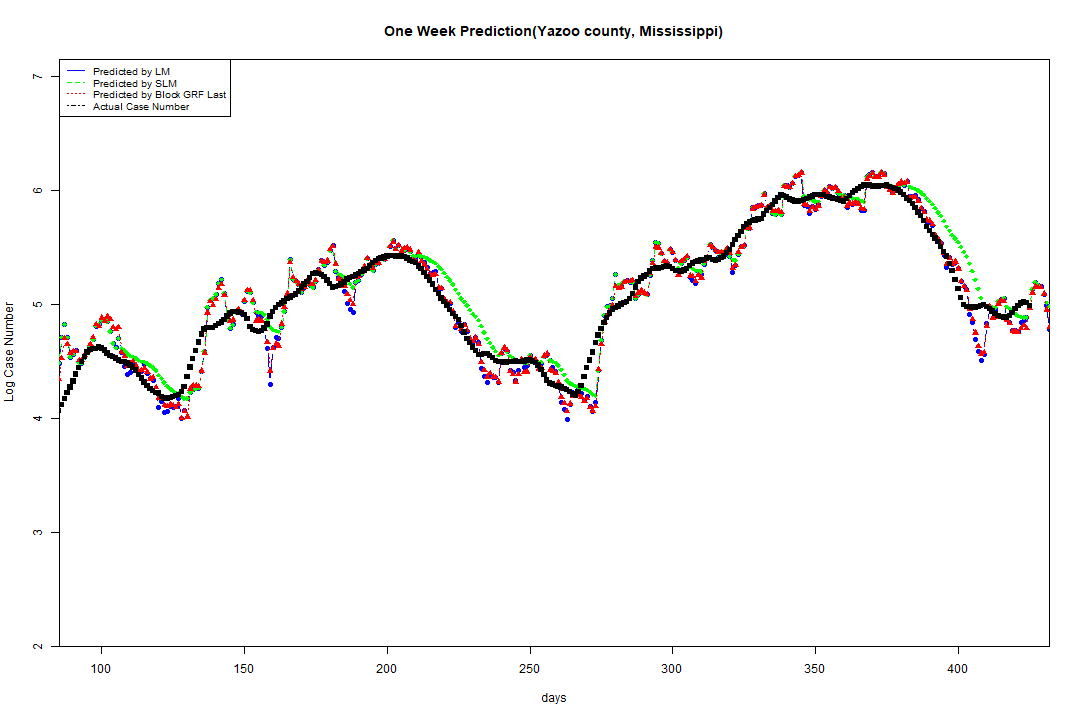 One Week Prediction(Yazoo county, Mississippi)
Predicted by LM
Predicted by SLM
Predicted by Block GRF Last
Actual Case Number
7
6
5
4
3
2
Log Case Number
100 150 200 250 300 350 400
days